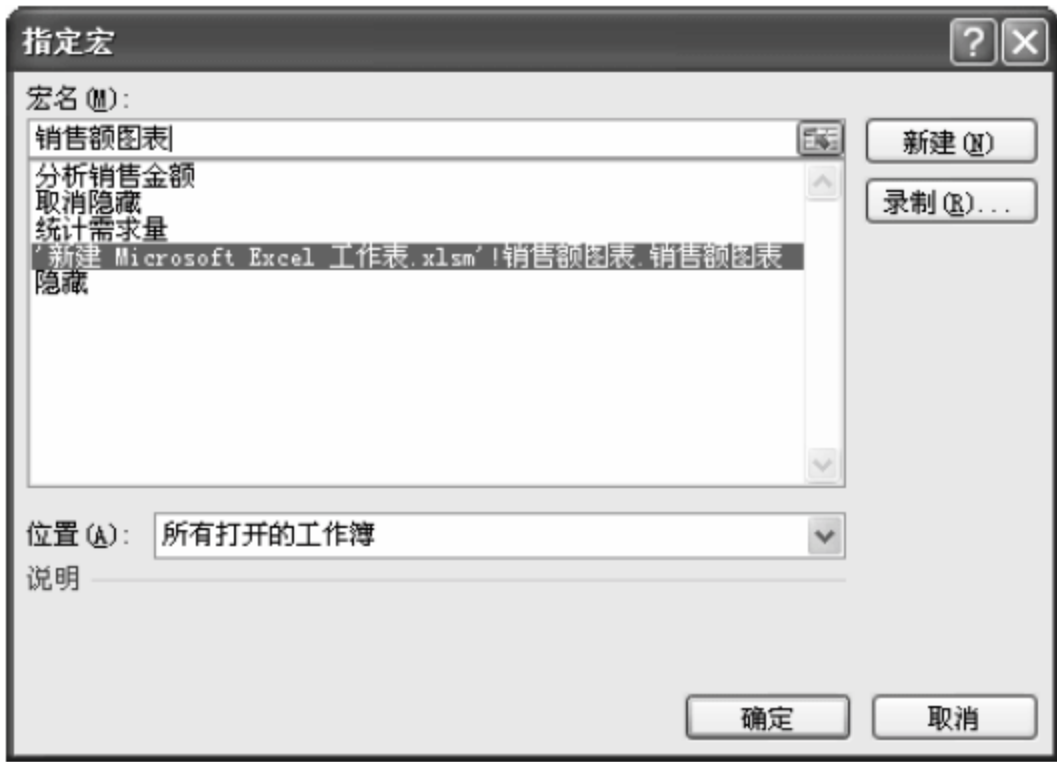 指定宏
宏名(M):
销售额图表
新建(N)
分析销售金额
取消隐藏
录制(R)...
统计需求量
'新建 Microsoft Excel 工作表.xlsm'!销售额图表.销售额图表
隐藏
位置(A): 所有打开的工作簿
说明
确定 取消